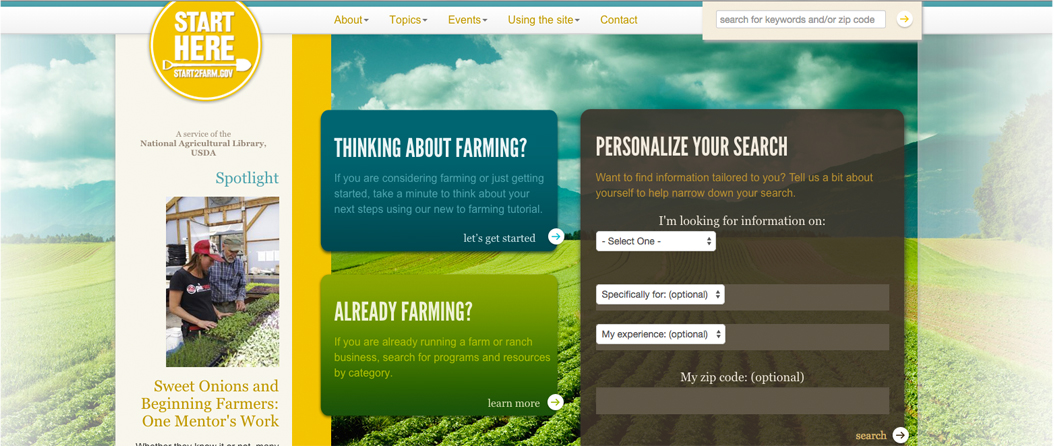 About
Topics
Events
Using the site
Contact
search for keywords and/or zip code
START
HERE
START2FARM.GOV
A service of the
National Agricultural Library,
USDA
Spotlight
Sweet Onions and
Beginning Farmers:
One Mentor's Work
Whether they know it or not, many
THINKING ABOUT FARMING?
If you are considering farming or just getting
started, take a minute to think about your
next steps using our new to farming tutorial.
let's get started
ALREADY FARMING?
If you are already running a farm or ranch
business, search for programs and resources
by category.
learn more
PERSONALIZE YOUR SEARCH
Want to find information tailored to you? Tell us a bit about
yourself to help narrow down your search.
I'm looking for information on:
- Select One -
Specifically for: (optional)
My experience: (optional)
My zip code: (optional)
search